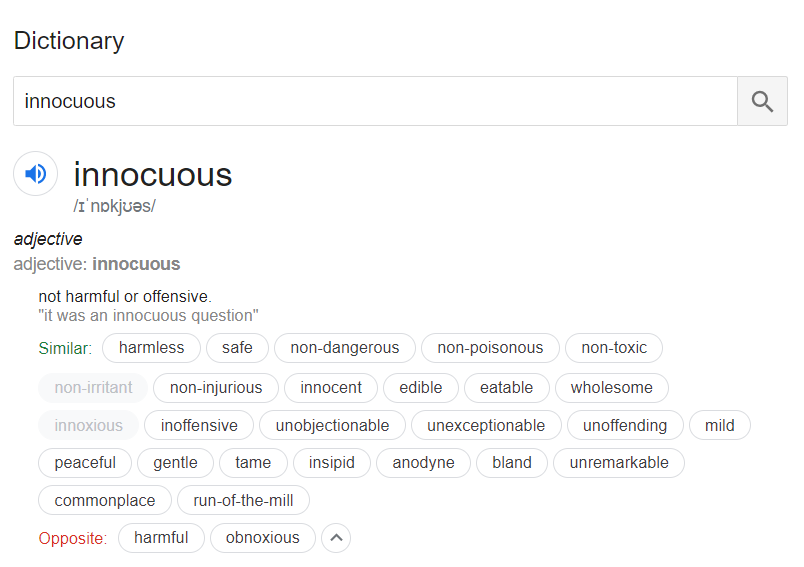 Dictionary
innocuous
innocuous
/ɪˈnɒkjʊəs/
adjective
adjective: innocuous
not harmful or offensive.
"it was an innocuous question"
Similar: harmless safe non-dangerous non-poisonous non-toxic
non-irritant non-injurious innocent edible eatable wholesome
innoxious inoffensive unobjectionable unexceptionable unoffending mild
peaceful gentle tame insipid anodyne bland unremarkable
commonplace run-of-the-mill
Opposite: harmful obnoxious